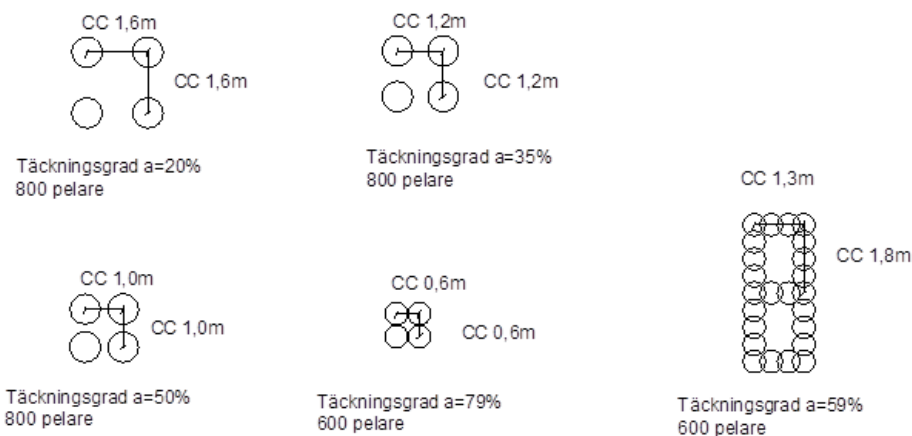 CC 1,6m
CC 1,6m
Täckningsgrad a=20%
800 pelare
CC 1,2m
CC 1,2m
Täckningsgrad a=35%
800 pelare
CC 1,0m
CC 1,0m
Täckningsgrad a=50%
800 pelare
CC 0,6m
CC 0,6m
Täckningsgrad a=79%
600 pelare
CC 1,3m
CC 1,8m
Täckningsgrad a=59%
600 pelare